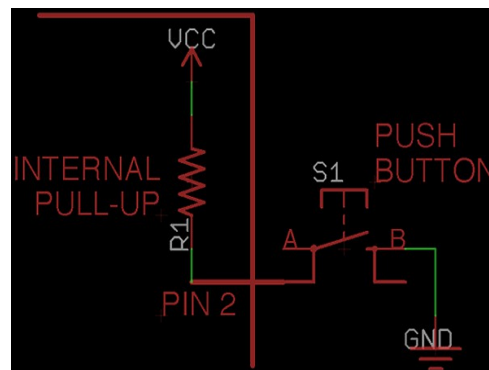 VCC
INTERNAL
PULL-UP
R1
PIN 2
PUSH
BUTTON
S1
A
B
GND